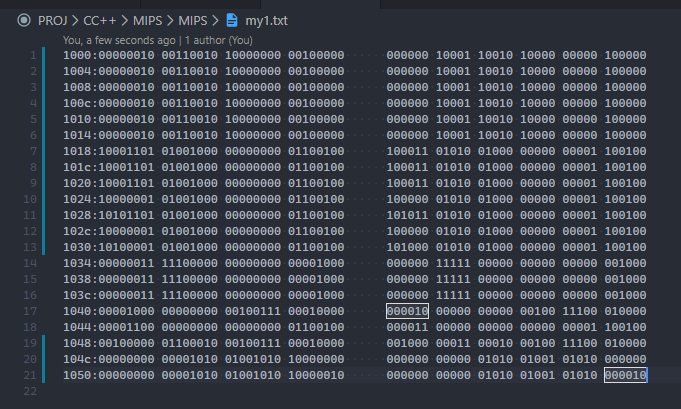 PROJ > CC++ > MIPS > MIPS > my1.txt
You, a few seconds ago | 1 author (You)
1 1000:00000010 00110010 10000000 00100000 000000 10001 10010 10000 00000 100000
2 1004:00000010 00110010 10000000 00100000 000000 10001 10010 10000 00000 100000
3 1008:00000010 00110010 10000000 00100000 000000 10001 10010 10000 00000 100000
4 100c:00000010 00110010 10000000 00100000 000000 10001 10010 10000 00000 100000
5 1010:00000010 00110010 10000000 00100000 000000 10001 10010 10000 00000 100000
6 1014:00000010 00110010 10000000 00100000 000000 10001 10010 10000 00000 100000
7 1018:10001101 01001000 00000000 01100100 100011 01010 01000 00000 00001 100100
8 101c:10001101 01001000 00000000 01100100 100011 01010 01000 00000 00001 100100
9 1020:10001101 01001000 00000000 01100100 100011 01010 01000 00000 00001 100100
10 1024:10000001 01001000 00000000 01100100 100000 01010 01000 00000 00001 100100
11 1028:10101101 01001000 00000000 01100100 101011 01010 01000 00000 00001 100100
12 102c:10000001 01001000 00000000 01100100 100000 01010 01000 00000 00001 100100
13 1030:10100001 01001000 00000000 01100100 101000 01010 01000 00000 00001 100100
14 1034:00000011 11100000 00000000 00001000 000000 11111 00000 00000 00000 001000
15 1038:00000011 11100000 00000000 00001000 000000 11111 00000 00000 00000 001000
16 103c:00000011 11100000 00000000 00001000 000000 11111 00000 00000 00000 001000
17 1040:00001000 00000000 00100111 00010000 000010 00000 00000 00100 11100 010000
18 1044:00001100 00000000 00000000 01100100 000011 00000 00000 00000 00001 100100
19 1048:00100000 01100010 00100111 00010000 001000 00011 00010 00100 11100 010000
20 104c:00000000 00001010 01001010 10000000 000000 00000 01010 01001 01010 000000
21 1050:00000000 00001010 01001010 10000010 000000 00000 01010 01001 01010 000010
22